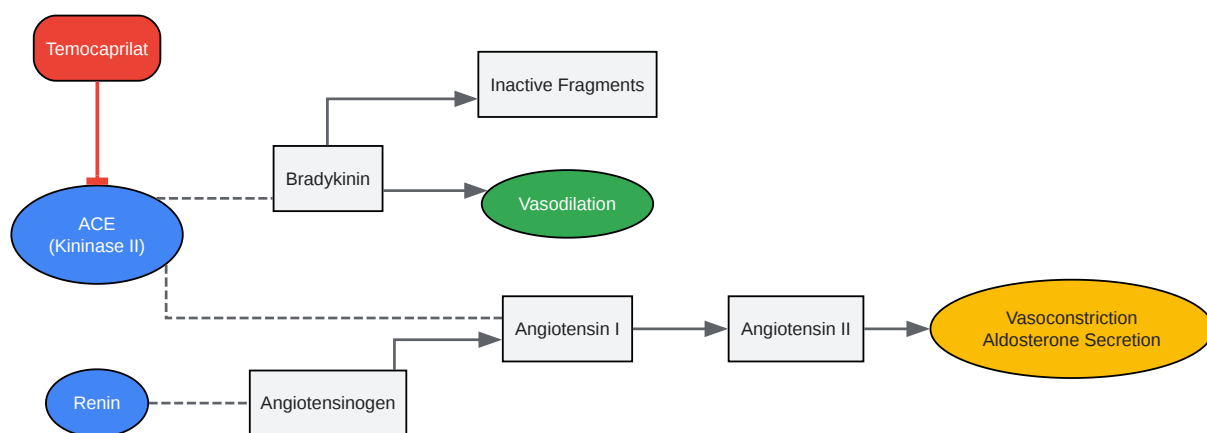 Temocaprilat
Inactive Fragments
Bradykinin
Vasodilation
ACE
(Kininase II)
Angiotensin I
Angiotensin II
Vasoconstriction
Aldosterone Secretion
Renin
Angiotensinogen